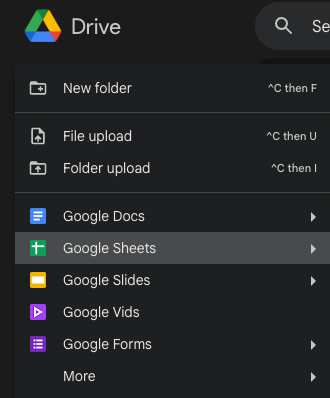 Drive
Se
New folder ^C then F
File upload ^C then U
Folder upload ^C then I
Google Docs
Google Sheets
Google Slides
Google Vids
Google Forms
More